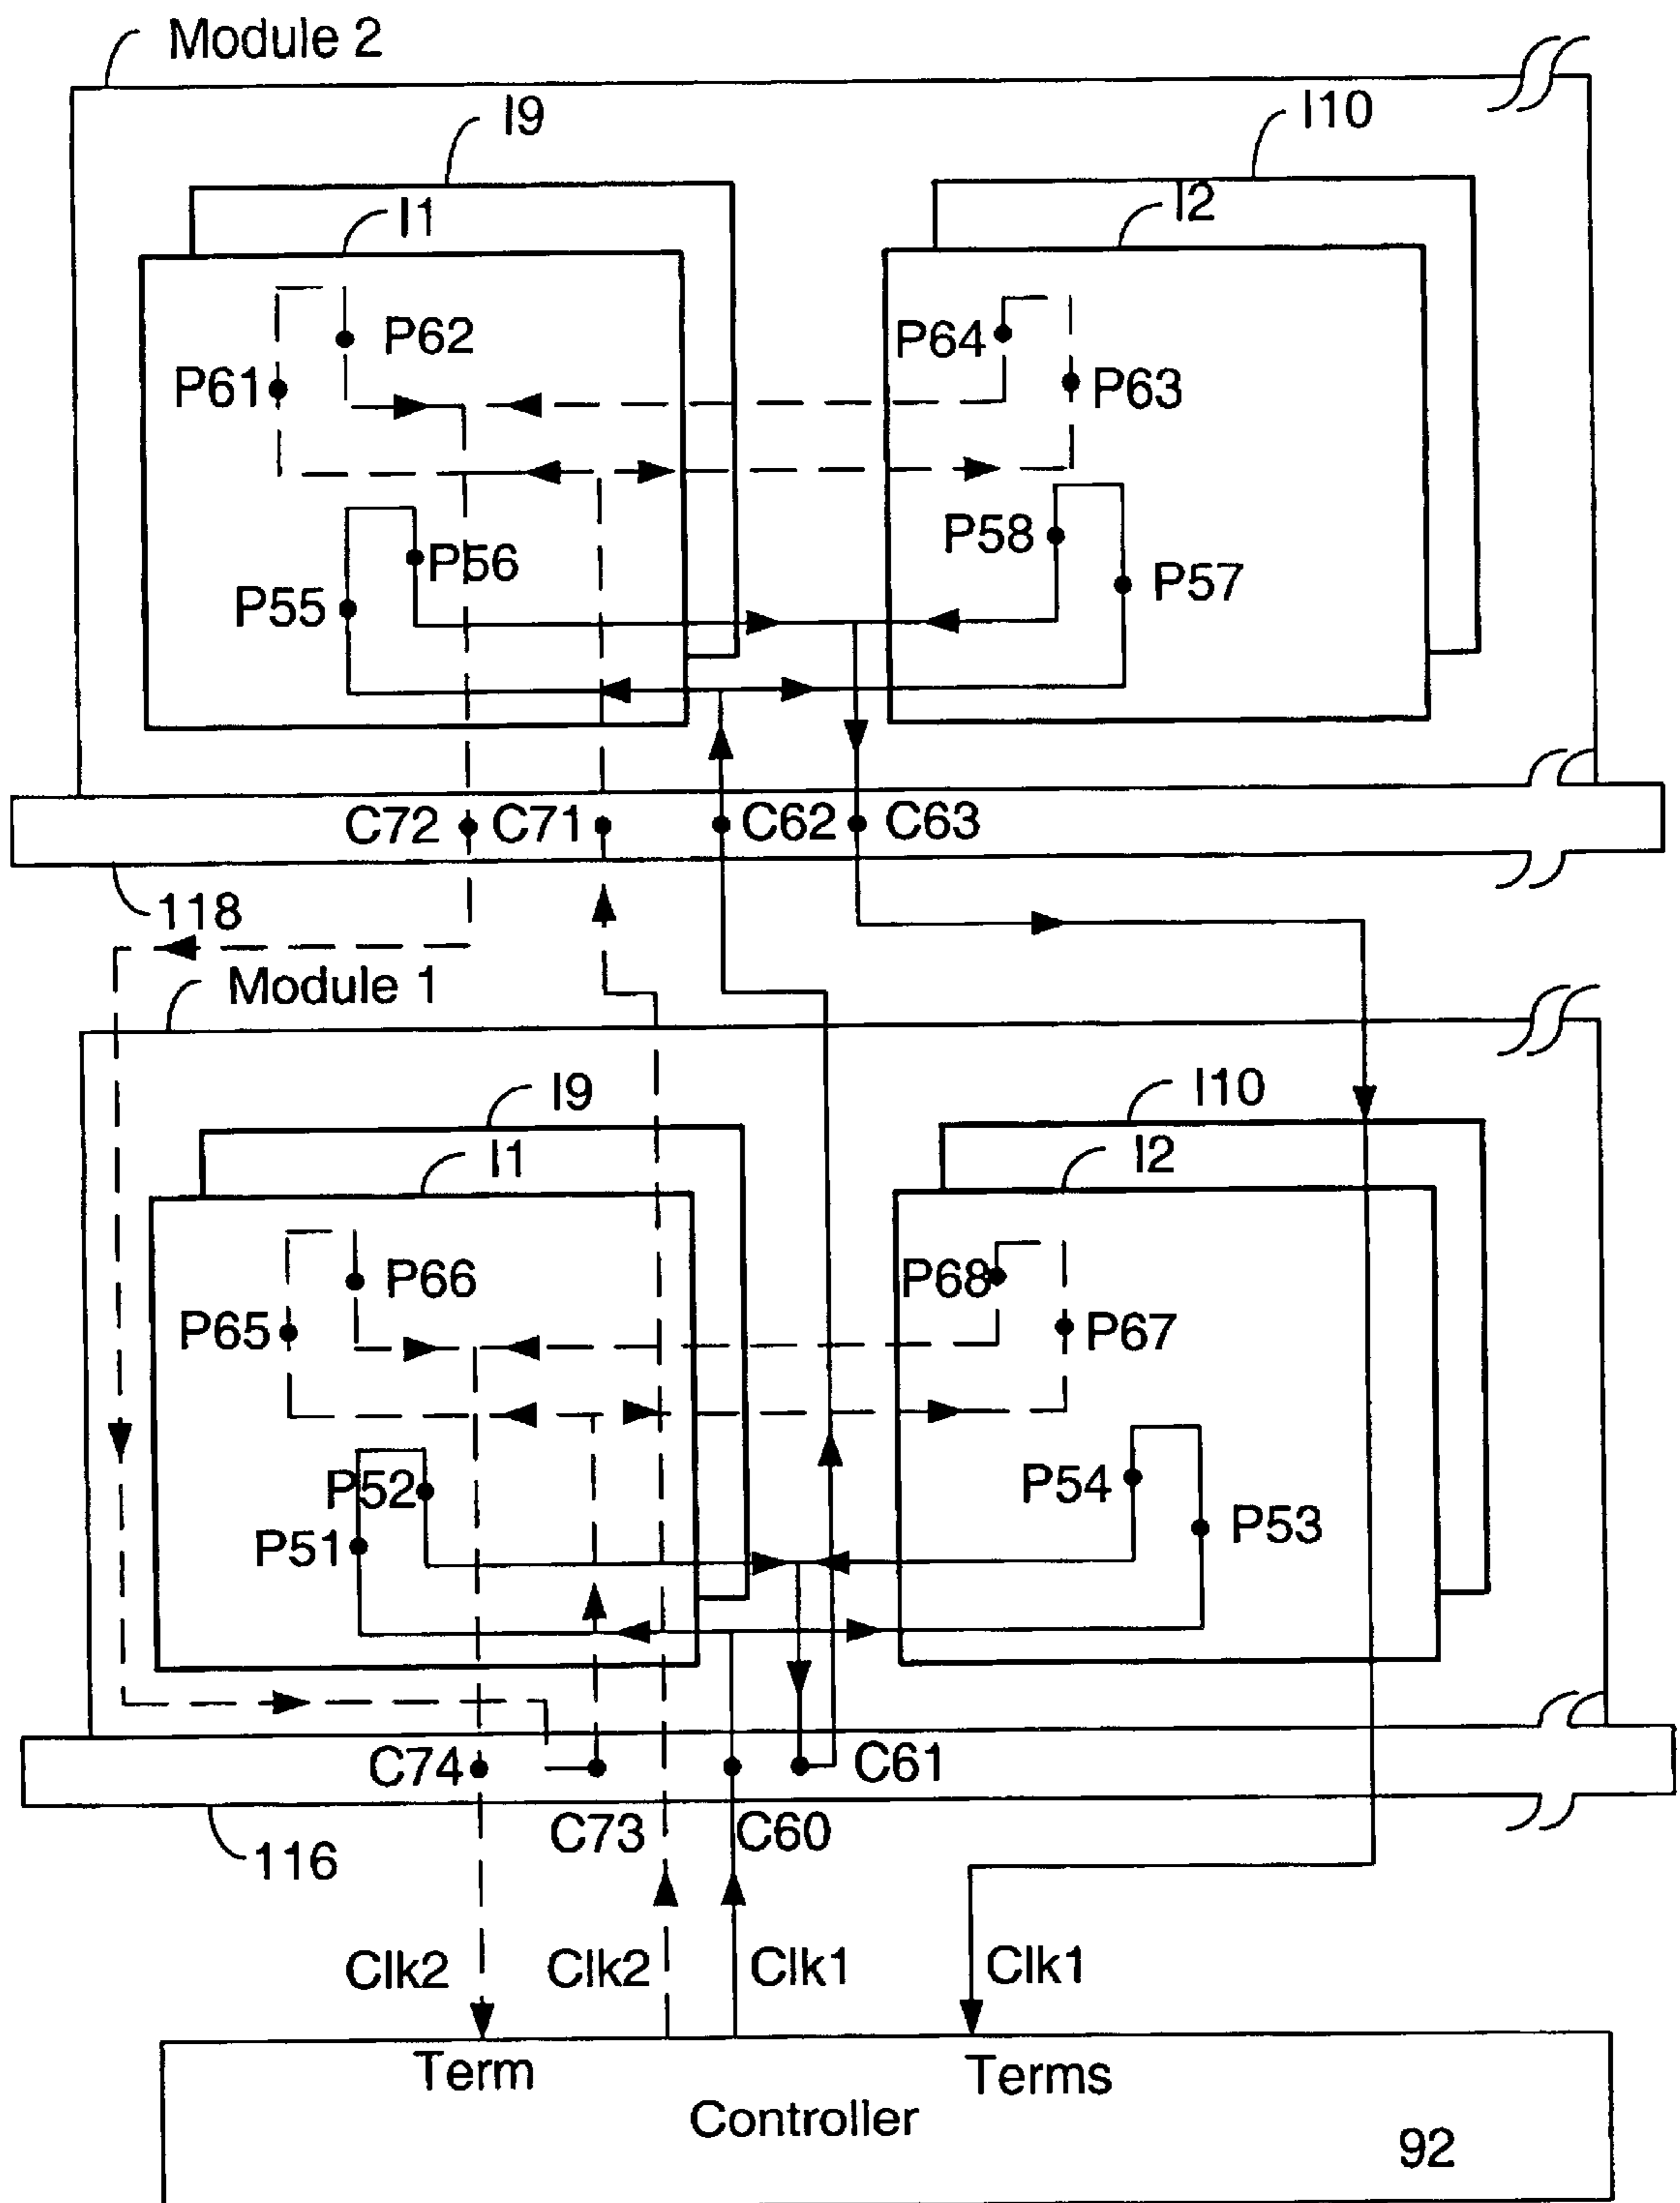 Module 2
I9
I10
I1
I2
P62
P64
P61
P63
P56
P58
P55
P57
C72
C71
C62
C63
118
Module 1
I9
I10
I1
I2
P66
P68
P65
P67
P52
P54
P51
P53
C74
C61
C73
C60
116
Clk2
Clk2
Clk1
Clk1
Term
Terms
Controller
92